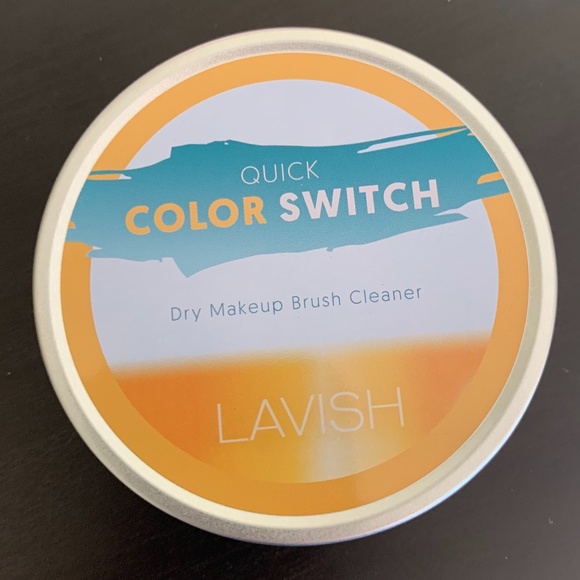 QUICK
COLOR SWITCH
Dry Makeup Brush Cleaner
LAVISH